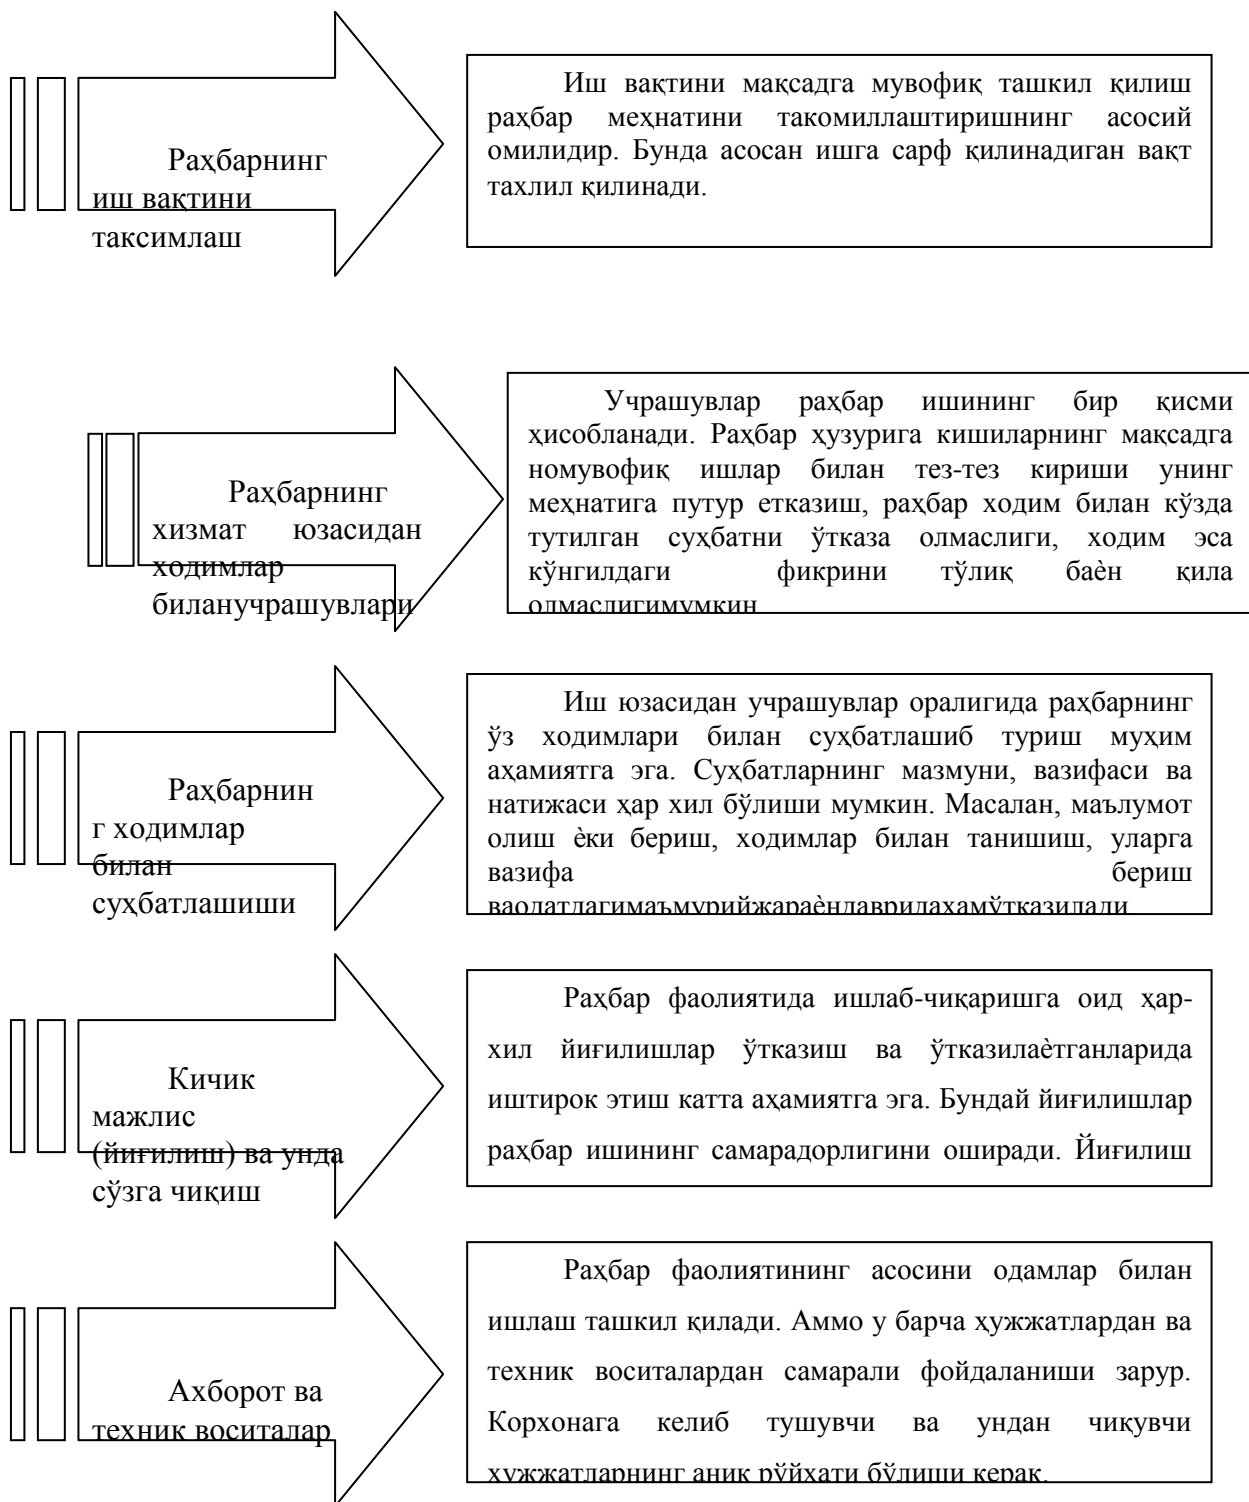 Раҳбарнинг
иш вақтини
таксимлаш
Иш вақтини мақсадга мувофиқ ташкил қилиш
раҳбар меҳнатини такомиллаштиришнинг асосий
омилидир. Бунда асосан ишга сарф қилинадиган вақт
тахлил қилинади.
Раҳбарнинг
хизмат юзасидан
ходимлар
биланучрашувлари
Учрашувлар раҳбар ишининг бир қисми
ҳисобланади. Раҳбар ҳузурига кишиларнинг мақсадга
номувофиқ ишлар билан тез-тез кириши унинг
меҳнатига путур етказиш, раҳбар ходим билан кўзда
тутилган суҳбатни ўтказа олмаслиги, ходим эса
кўнгилдаги фикрини тўлиқ баѐн қила
олмаслигимумкин
Раҳбарнин
г ходимлар
билан
суҳбатлашиши
Иш юзасидан учрашувлар оралигида раҳбарнинг
ўз ходимлари билан суҳбатлашиб туриш муҳим
аҳамиятга эга. Суҳбатларнинг мазмуни, вазифаси ва
натижаси ҳар хил бўлиши мумкин. Масалан, маълумот
олиш ѐки бериш, ходимлар билан танишиш, уларга
вазифа бериш
ваодатдагимаъмурийжараѐндавридаҳамўтказилади
Кичик
мажлис
(йиғилиш) ва унда
сўзга чиқиш
Раҳбар фаолиятида ишлаб-чиқаришга оид ҳар-
хил йиғилишлар ўтказиш ва ўтказилаѐтганларида
иштирок этиш катта аҳамиятга эга. Бундай йиғилишлар
раҳбар ишининг самарадорлигини оширади. Йиғилиш
Ахборот ва
техник воситалар
Раҳбар фаолиятининг асосини одамлар билан
ишлаш ташкил қилади. Аммо у барча ҳужжатлардан ва
техник воситалардан самарали фойдаланиши зарур.
Корхонага келиб тушувчи ва ундан чиқувчи
ҳужжатларнинг аниқ рўйхати бўлиши керак.